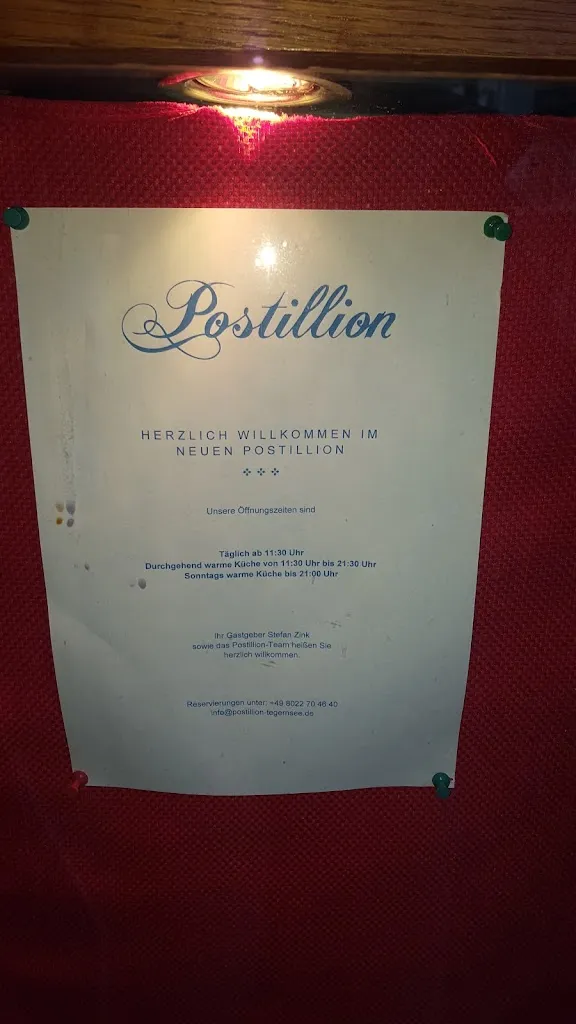 Postillion
HERZLICH WILLKOMMEN IM
NEUEN POSTILLION
Unsere Öffnungszeiten sind
Täglich ab 11:30 Uhr
Durchgehend warme Küche von 11:30 Uhr bis 21:30 Uhr
Sonntags warme Küche bis 21:00 Uhr
Ihr Gastgeber Stefan Zink
sowie das Postillion-Team heißen Sie
herzlich willkommen.
Reservierungen unter: +49 8022 70 46 40
info@postillion-tegernsee.de